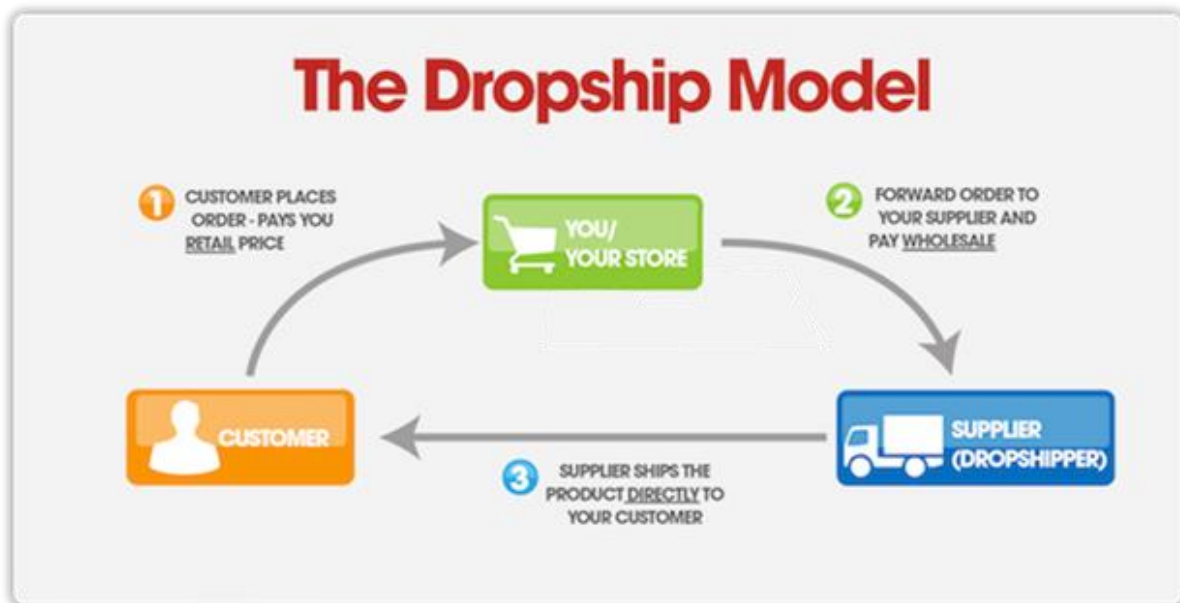 The Dropship Model
1 CUSTOMER PLACES
ORDER - PAYS YOU
RETAIL PRICE
YOU/
YOUR STORE
2 FORWARD ORDER TO
YOUR SUPPLIER AND
PAY WHOLESALE
CUSTOMER
SUPPLIER
(DROPSHIPPER)
3 SUPPLIER SHIPS THE
PRODUCT DIRECTLY TO
YOUR CUSTOMER